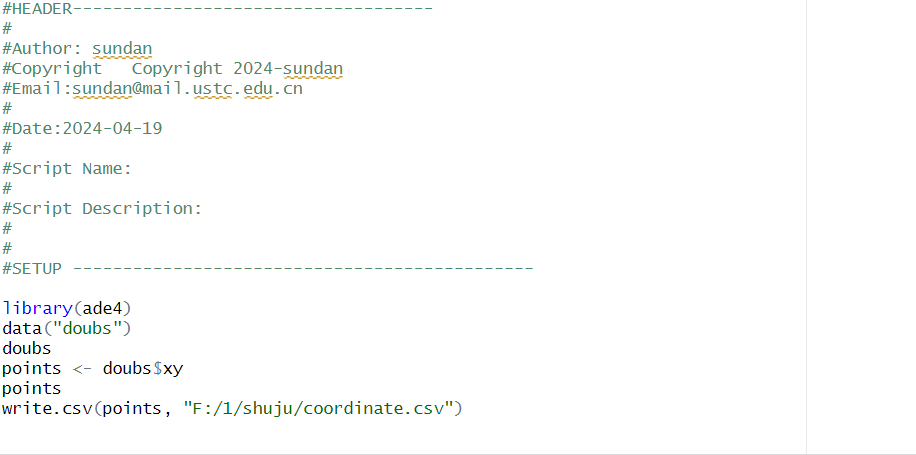 #HEADER------------------------------------
#
#Author: sundan
#Copyright   Copyright 2024-sundan
#Email:sundan@mail.ustc.edu.cn
#
#Date:2024-04-19
#
#Script Name:
#
#Script Description:
#
#
#SETUP ----------------------------------------------
library(ade4)
data("doubs")
doubs
points <- doubs$xy
points
write.csv(points, "F:/1/shuju/coordinate.csv")